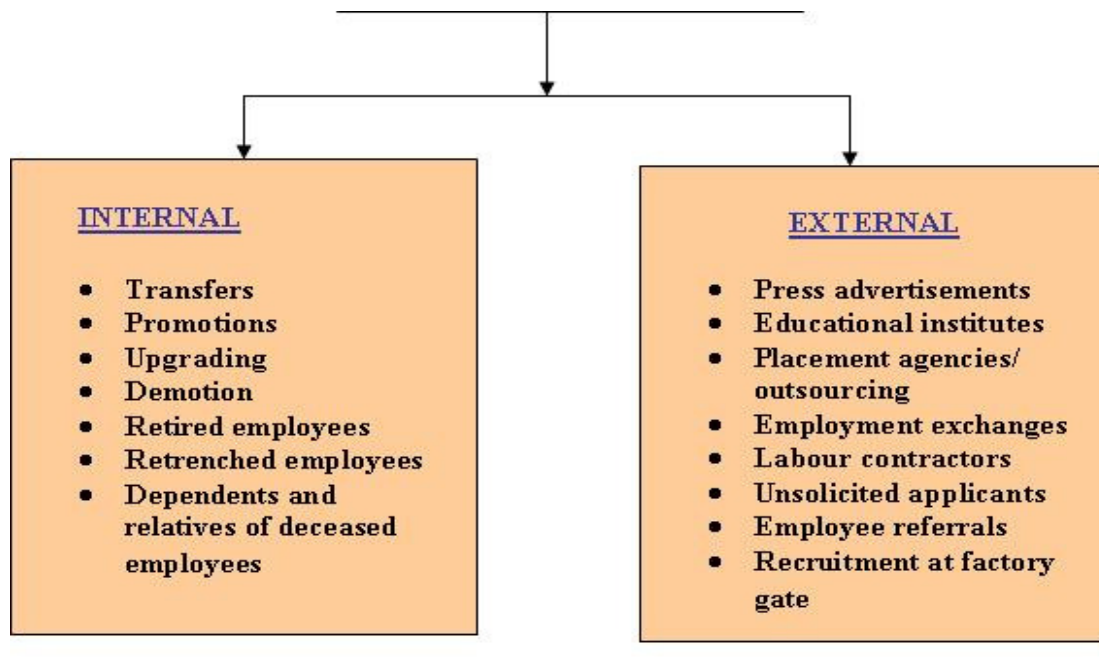 INTERNAL
• Transfers
• Promotions
• Upgrading
• Demotion
• Retired employees
• Retrenched employees
• Dependents and
relatives of deceased
employees
EXTERNAL
• Press advertisements
• Educational institutes
• Placement agencies/
outsourcing
• Employment exchanges
• Labour contractors
• Unsolicited applicants
• Employee referrals
• Recruitment at factory
gate